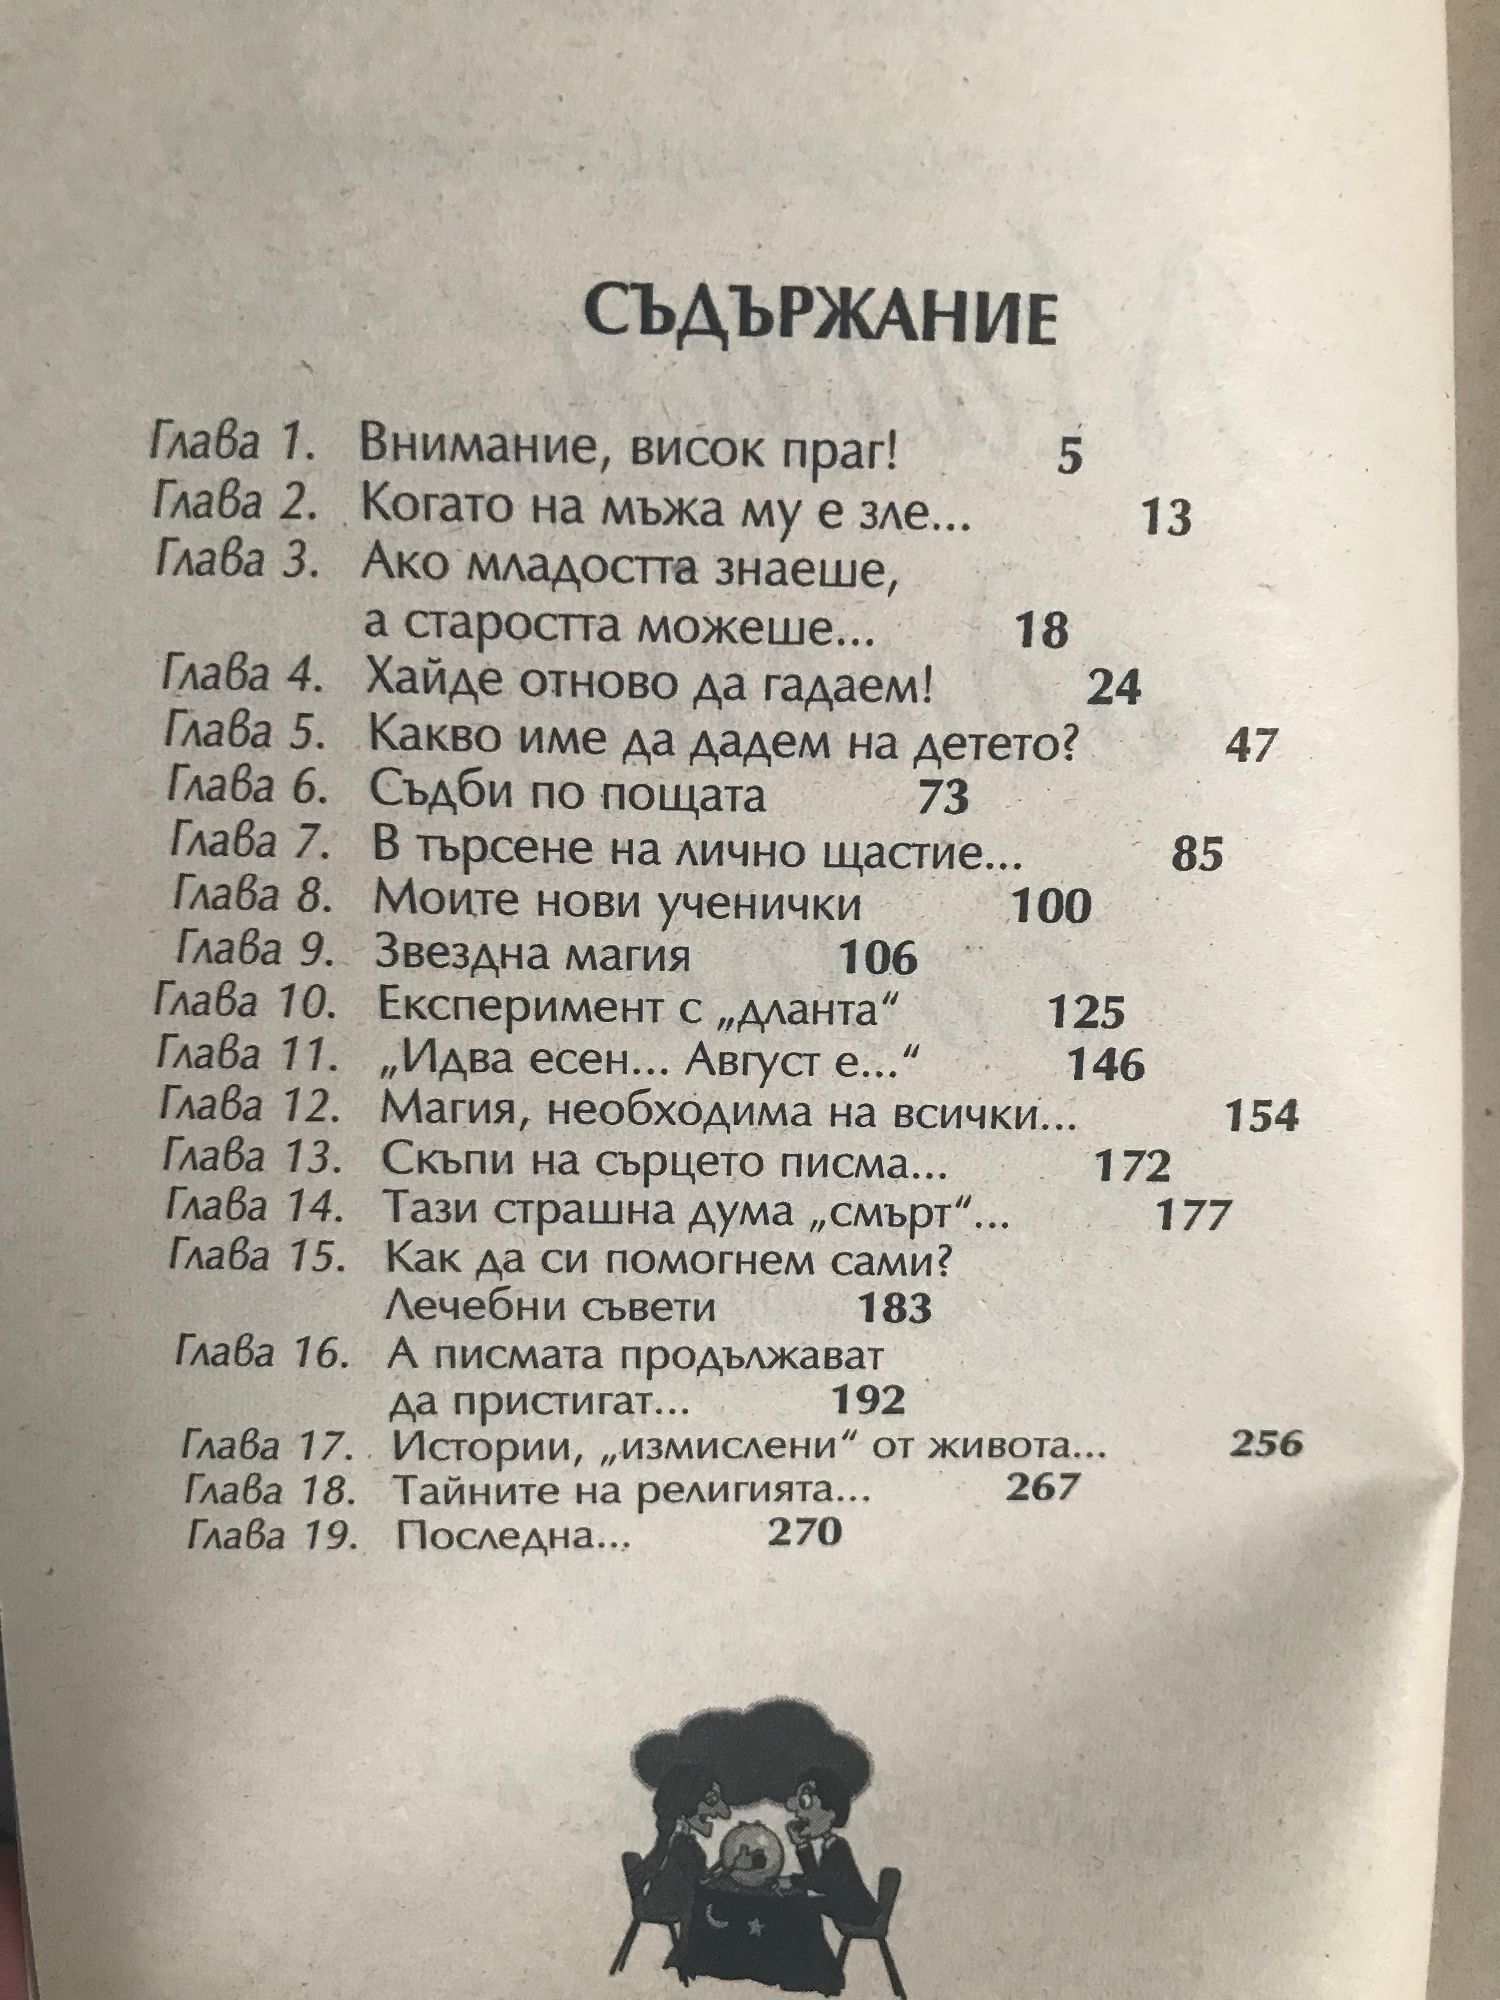 СЪДЪРЖАНИЕ
Глава 1. Внимание, висок праг! 5
Глава 2. Когато на мъжа му е зле... 13
Глава 3. Ако младостта знаеше,
а старостта можеше... 18
Глава 4. Хайде отново да гадаем! 24
Глава 5. Какво име да дадем на детето? 47
Глава 6. Съдби по пощата 73
Глава 7. В търсене на лично щастие... 85
Глава 8. Моите нови ученички 100
Глава 9. Звездна магия 106
Глава 10. Експеримент с „дланта“ 125
Глава 11. „Идва есен... Август е...“ 146
Глава 12. Магия, необходима на всички... 154
Глава 13. Скъпи на сърцето писма... 172
Глава 14. Тази страшна дума „смърт“... 177
Глава 15. Как да си помогнем сами?
Лечебни съвети 183
Глава 16. А писмата продължават
да пристигат... 192
Глава 17. Истории, „измислени“ от живота... 256
Глава 18. Тайните на религията... 267
Глава 19. Последна... 270